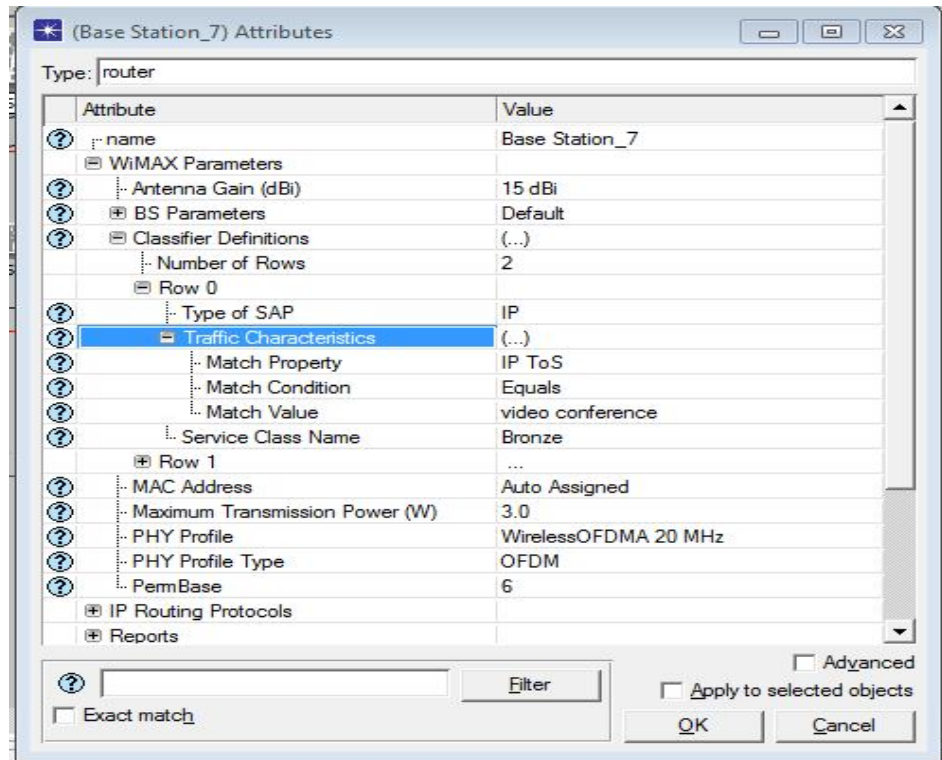 (Base Station_7) Attributes
Type: router
Attribute Value
name Base Station_7
WiMAX Parameters
Antenna Gain (dBi) 15 dBi
BS Parameters Default
Classifier Definitions (...)
Number of Rows 2
Row 0
Type of SAP IP
Traffic Characteristics (...)
Match Property IP ToS
Match Condition Equals
Match Value video conference
Service Class Name Bronze
Row 1 ...
MAC Address Auto Assigned
Maximum Transmission Power (W) 3.0
PHY Profile WirelessOFDMA 20 MHz
PHY Profile Type OFDM
PermBase 6
IP Routing Protocols
Reports
Advanced
Filter Apply to selected objects
Exact match OK Cancel